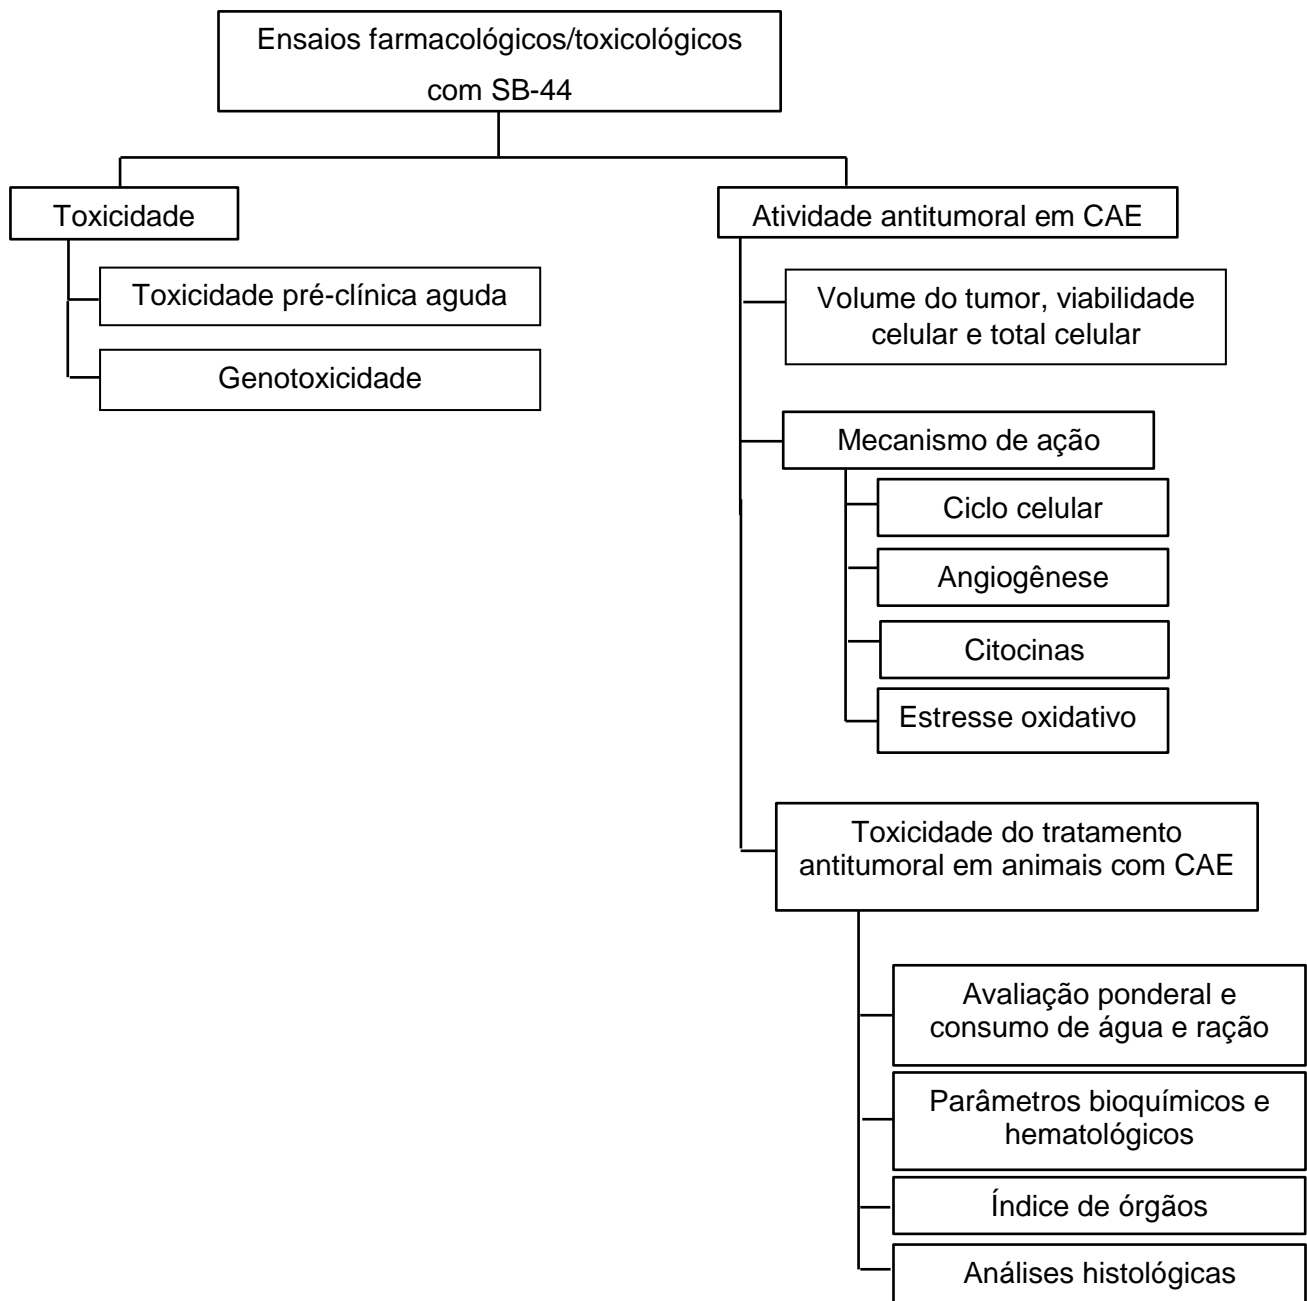 Ensaios farmacológicos/toxicológicos
com SB-44
Toxicidade
Toxicidade pré-clínica aguda
Genotoxicidade
Atividade antitumoral em CAE
Volume do tumor, viabilidade
celular e total celular
Mecanismo de ação
Ciclo celular
Angiogênese
Citocinas
Estresse oxidativo
Toxicidade do tratamento
antitumoral em animais com CAE
Avaliação ponderal e
consumo de água e ração
Parâmetros bioquímicos e
hematológicos
Índice de órgãos
Análises histológicas